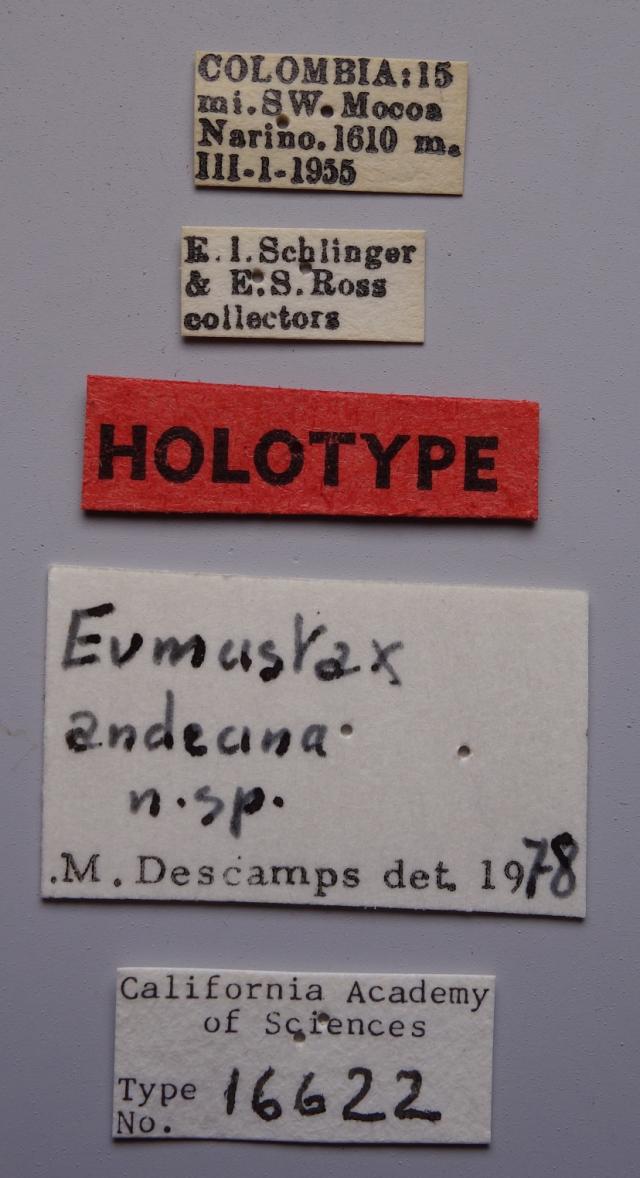 COLOMBIA:15
mi.SW.Mocoa
Narino.1610 m.
III-1-1955
E.I.Schlinger
& E.S.Ross
collectors
HOLOTYPE
Eumastax
andeana
n.sp.
.M.Descamps det. 1978
California Academy
of Sciences
Type
No. 16622